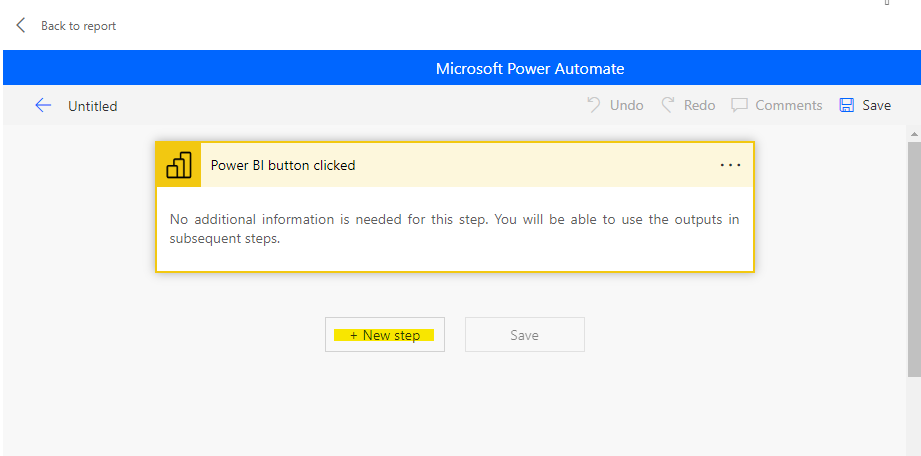 Back to report
Microsoft Power Automate
Untitled Undo Redo Comments Save
Power BI button clicked
No additional information is needed for this step. You will be able to use the outputs in
subsequent steps.
+ New step Save